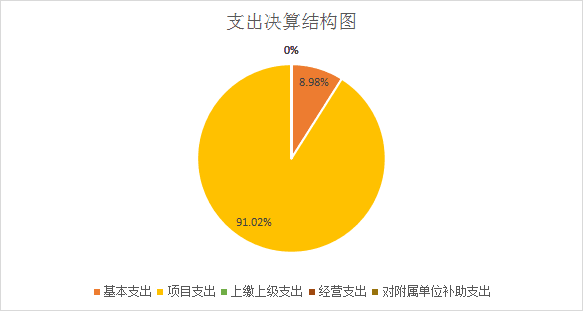 支出决算结构图
0%
8.98%
91.02%
基本支出 项目支出 上缴上级支出 经营支出 对附属单位补助支出